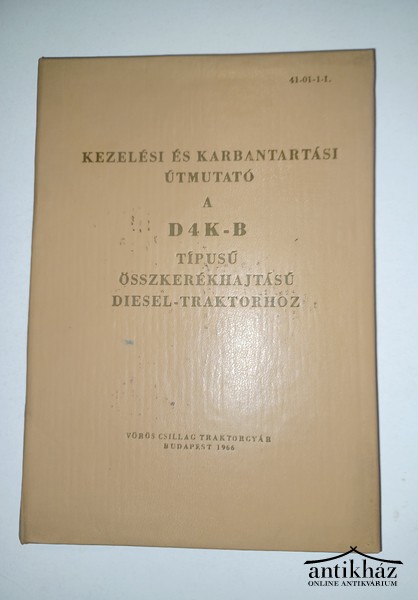 41-01-1-1.
KEZELÉSI ÉS KARBANTARTÁSI
ÚTMUTATÓ
A
D4K-B
TÍPUSÚ
ÖSSZKERÉKHAJTÁSÚ
DIESEL-TRAKTORHOZ
VÖRÖS CSILLAG TRAKTORGYÁR
BUDAPEST 1966
antikház
ONLINE ANTIKVÁRIUM